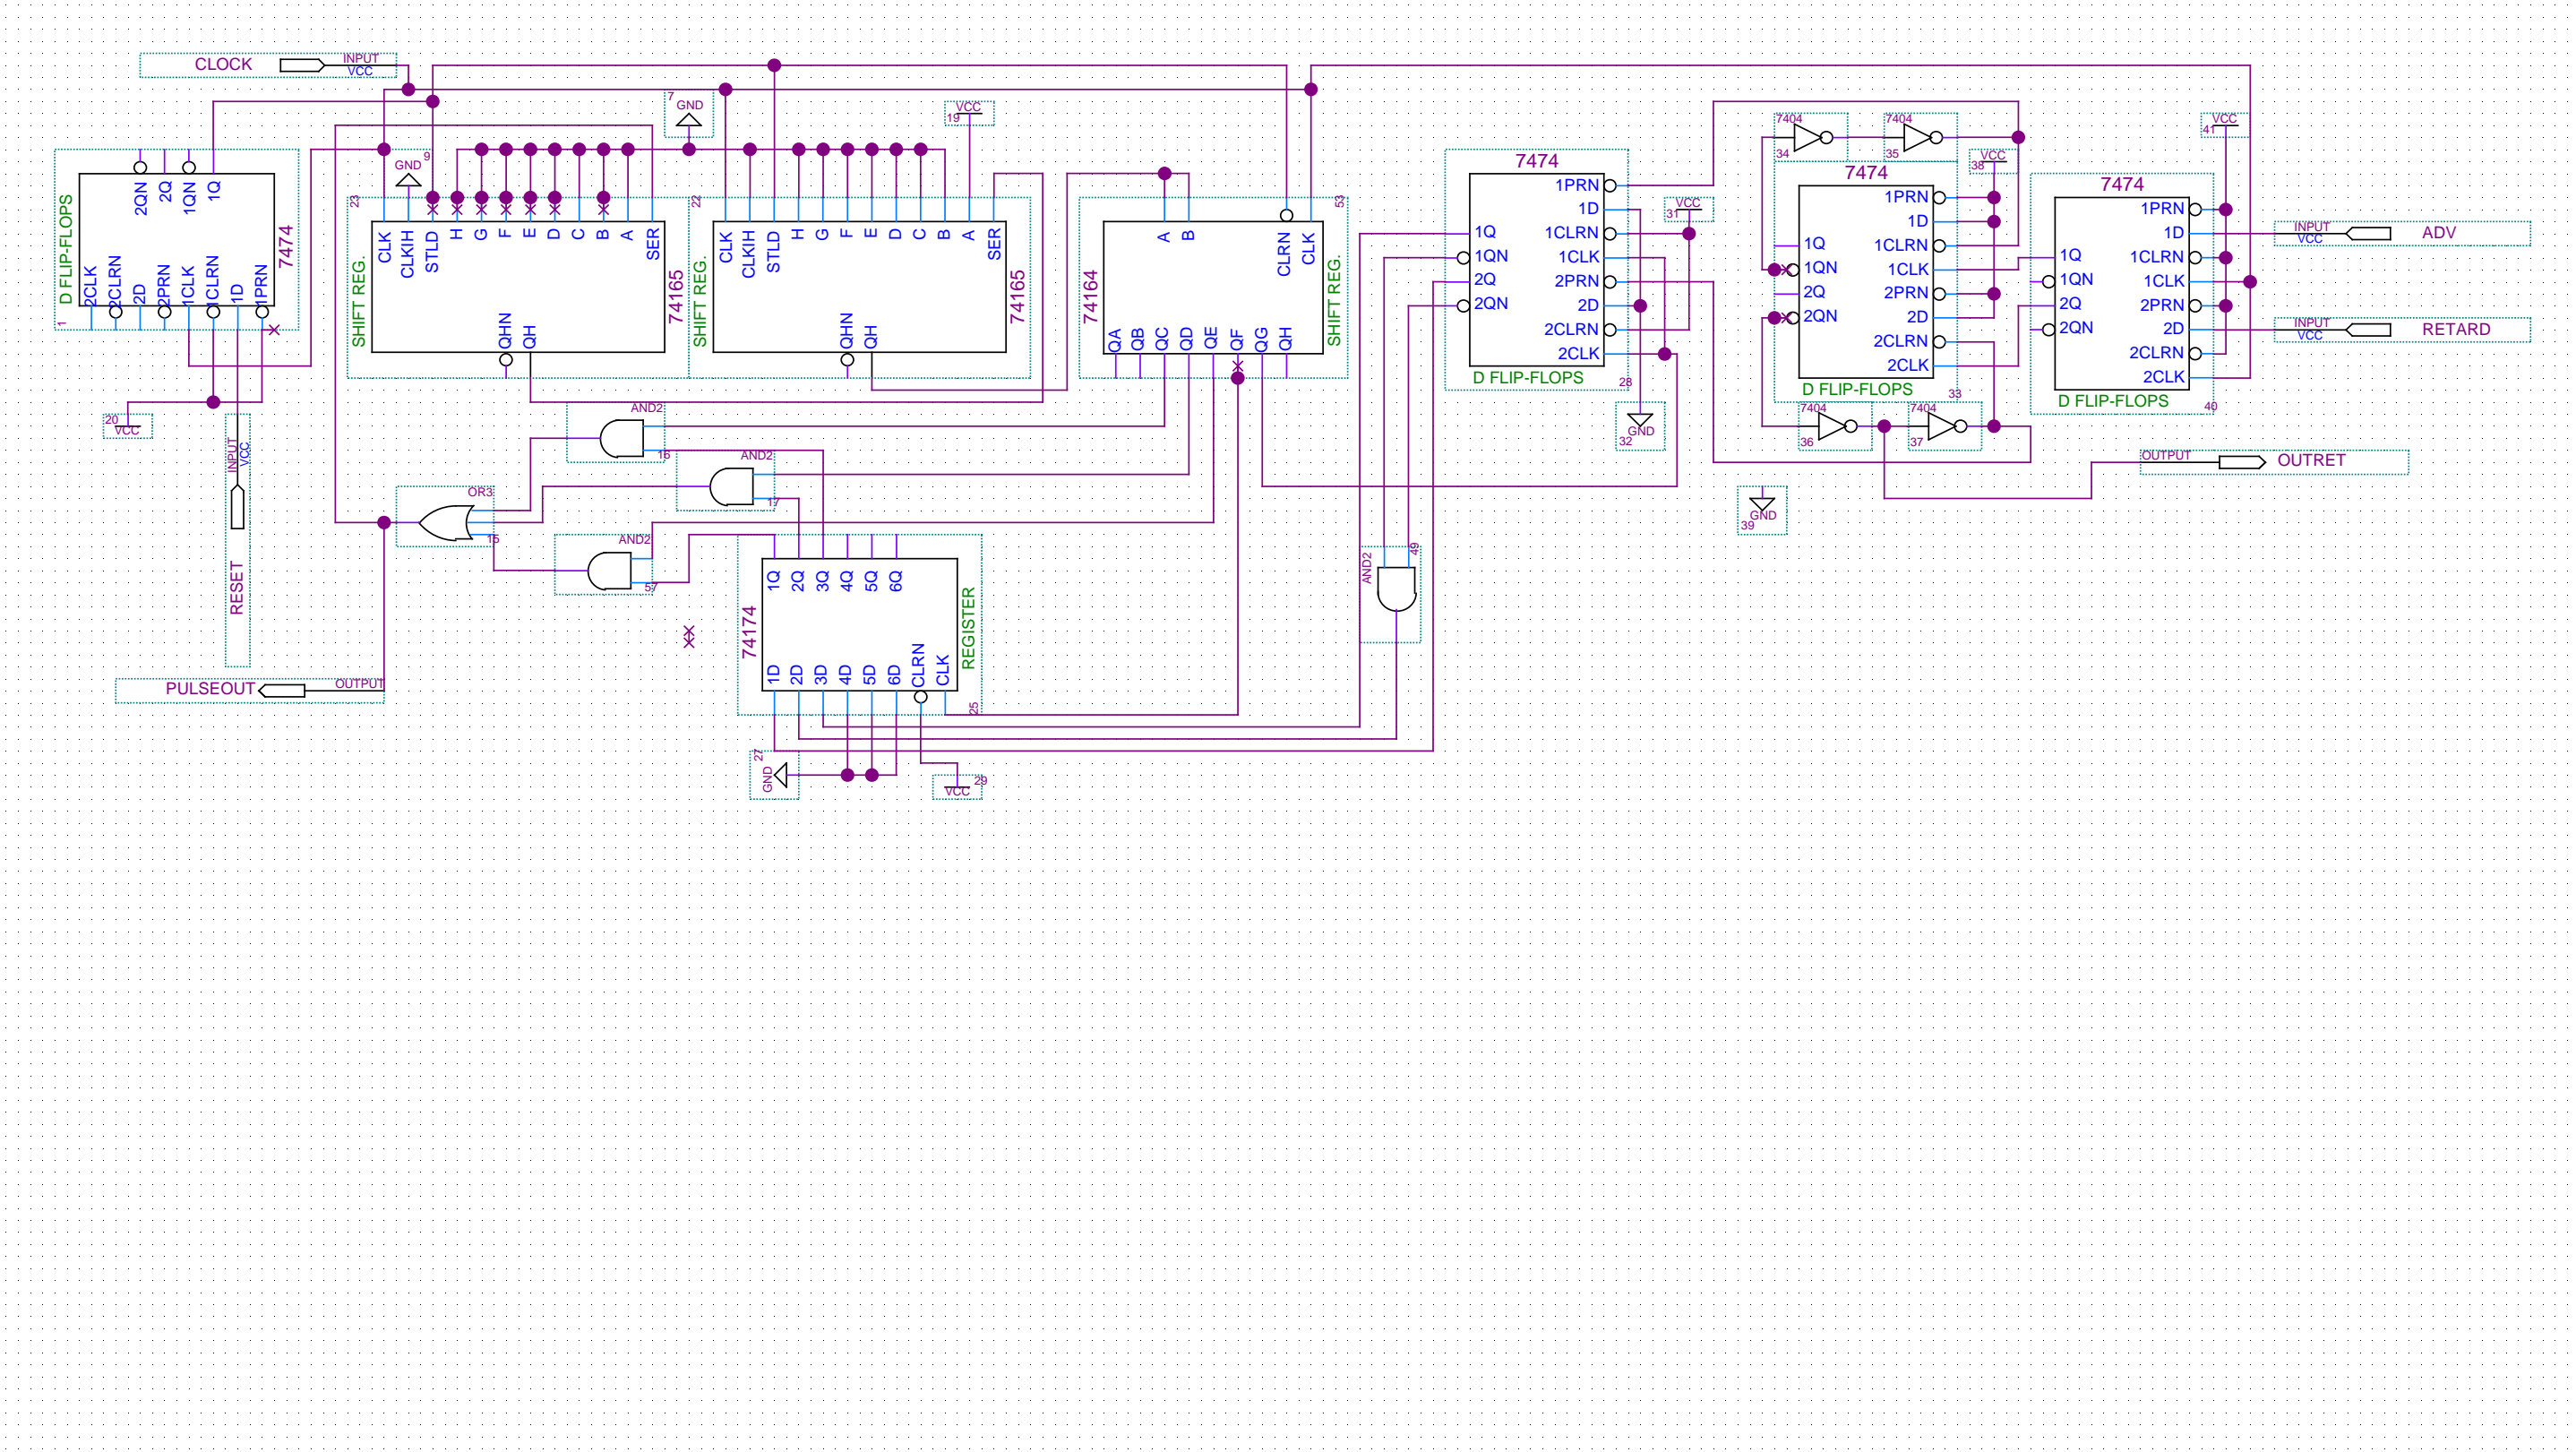 CLOCK
INPUT
VCC
7
GND
VCC
19
7474
D FLIP-FLOPS
1
2QN
2Q
1QN
1Q
2CLK
2CLRN
2D
2PRN
1CLK
1CLRN
1D
1PRN
20
VCC
INPUT
VCC
RESET
GND
9
23
SHIFT REG.
74165
CLK
CLKIH
STLD
H
G
F
E
D
C
B
A
SER
QHN
QH
22
SHIFT REG.
74165
CLK
CLKIH
STLD
H
G
F
E
D
C
B
A
SER
QHN
QH
74164
SHIFT REG.
53
A
B
CLRN
CLK
QA
QB
QC
QD
QE
QF
QG
QH
AND2
16
AND2
17
OR3
15
AND2
57
74174
REGISTER
25
1Q
2Q
3Q
4Q
5Q
6Q
1D
2D
3D
4D
5D
6D
CLRN
CLK
PULSEOUT
OUTPUT
27
GND
29
VCC
7474
1Q
1QN
2Q
2QN
1PRN
1D
1CLRN
1CLK
2PRN
2D
2CLRN
2CLK
D FLIP-FLOPS
28
VCC
31
GND
32
AND2
49
7404
34
7404
35
VCC
38
7474
1Q
1QN
2Q
2QN
1PRN
1D
1CLRN
1CLK
2PRN
2D
2CLRN
2CLK
D FLIP-FLOPS
33
7404
36
7404
37
GND
39
VCC
41
7474
1Q
1QN
2Q
2QN
1PRN
1D
1CLRN
1CLK
2PRN
2D
2CLRN
2CLK
D FLIP-FLOPS
40
INPUT
VCC
ADV
INPUT
VCC
RETARD
OUTPUT
OUTRET